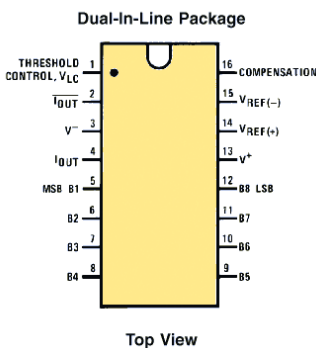 Dual-In-Line Package
THRESHOLD
CONTROL, VLC 1
16 COMPENSATION
IOUT 2
15 VREF(−)
V− 3
14 VREF(+)
IOUT 4
13 V+
MSB B1 5
12 B8 LSB
B2 6
11 B7
B3 7
10 B6
B4 8
9 B5
Top View